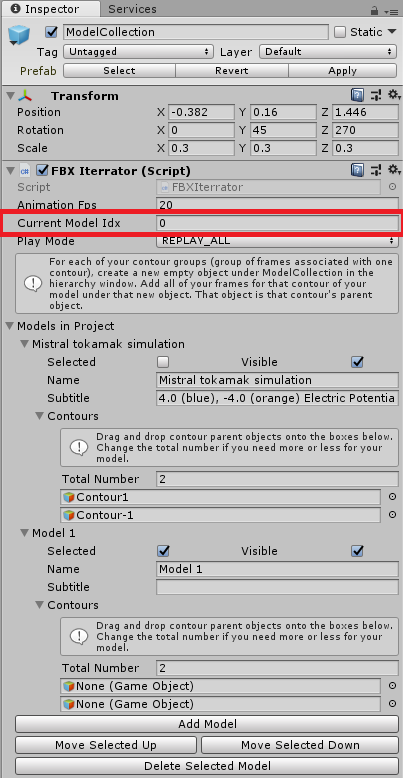 Inspector Services
ModelCollection Static
Tag Untagged Layer Default
Prefab Select Revert Apply
Transform
Position X -0.382 Y 0.16 Z 1.446
Rotation X 0 Y 45 Z 270
Scale X 0.3 Y 0.3 Z 0.3
FBX Iterrator (Script)
Script FBXIterrator
Animation Fps 20
Current Model Idx 0
Play Mode REPLAY_ALL
For each of your contour groups (group of frames associated with one
contour), create a new empty object under ModelCollection in the
hierarchy window. Add all of your frames for that contour of your
model under that new object. That object is that contour's parent
object.
Models in Project
Mistral tokamak simulation
Selected Visible
Name Mistral tokamak simulation
Subtitle 4.0 (blue), -4.0 (orange) Electric Potentia
Contours
Drag and drop contour parent objects onto the boxes below.
Change the total number if you need more or less for your
model.
Total Number 2
Contour1
Contour-1
Model 1
Selected Visible
Name Model 1
Subtitle
Contours
Drag and drop contour parent objects onto the boxes below.
Change the total number if you need more or less for your
model.
Total Number 2
None (Game Object)
None (Game Object)
Add Model
Move Selected Up Move Selected Down
Delete Selected Model